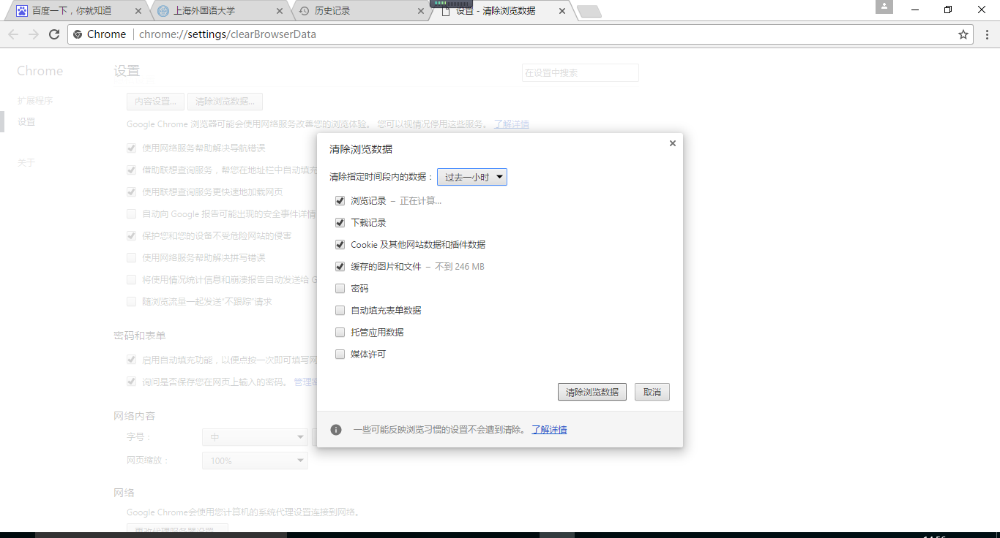 百度一下，你就知道
上海外国语大学
历史记录
设置 - 清除浏览数据
Chrome chrome://settings/clearBrowserData
Chrome
设置
在设置中搜索
扩展程序
设置
关于
内容设置... 清除浏览数据...
Google Chrome 浏览器可能会使用网络服务改善您的浏览体验。 您可以视情况停用这些服务。 了解详情
使用网络服务帮助解决导航错误
借助联想查询服务，帮您在地址栏中自动填充
使用联想查询服务更快速地加载网页
自动向 Google 报告可能出现的安全事件详情
保护您和您的设备不受危险网站的侵害
使用网络服务帮助解决拼写错误
将使用情况统计信息和崩溃报告自动发送给 G
随浏览流量一起发送"不跟踪"请求
密码和表单
启用自动填充功能，以便点按一次即可填写网
询问是否保存您在网页上输入的密码。 管理密
网络内容
字号：
中
网页缩放：
100%
网络
Google Chrome会使用您计算机的系统代理设置连接到网络。
更改代理服务器设置...
清除浏览数据
清除指定时间段内的数据： 过去一小时
浏览记录 – 正在计算...
下载记录
Cookie 及其他网站数据和插件数据
缓存的图片和文件 – 不到 246 MB
密码
自动填充表单数据
托管应用数据
媒体许可
清除浏览数据 取消
一些可能反映浏览习惯的设置不会遭到清除。 了解详情